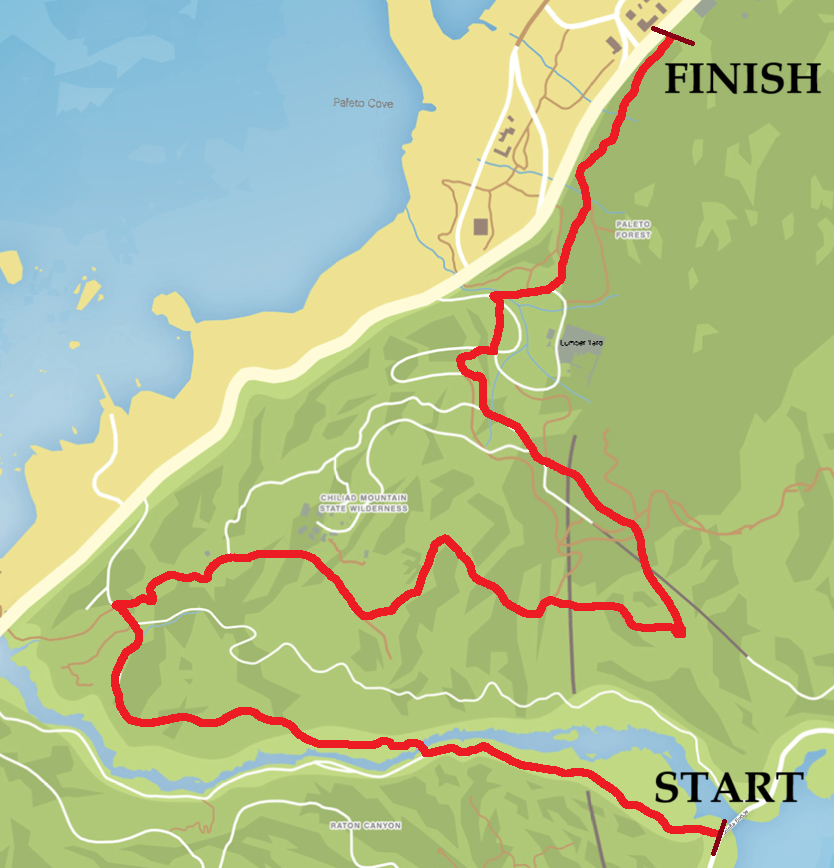 FINISH
Paleto Cove
PALETO
FOREST
Lumber Yard
CHILIAD MOUNTAIN
STATE WILDERNESS
START
RATON CANYON